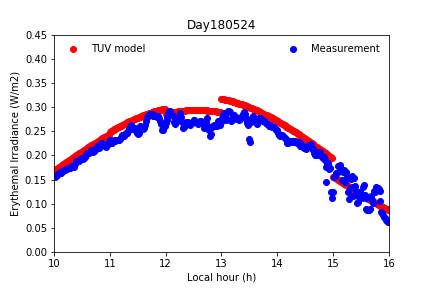 Day180524
TUV model
Measurement
Erythemal Irradiance (W/m2)
0.45
0.40
0.35
0.30
0.25
0.20
0.15
0.10
0.05
0.00
10 11 12 13 14 15 16
Local hour (h)